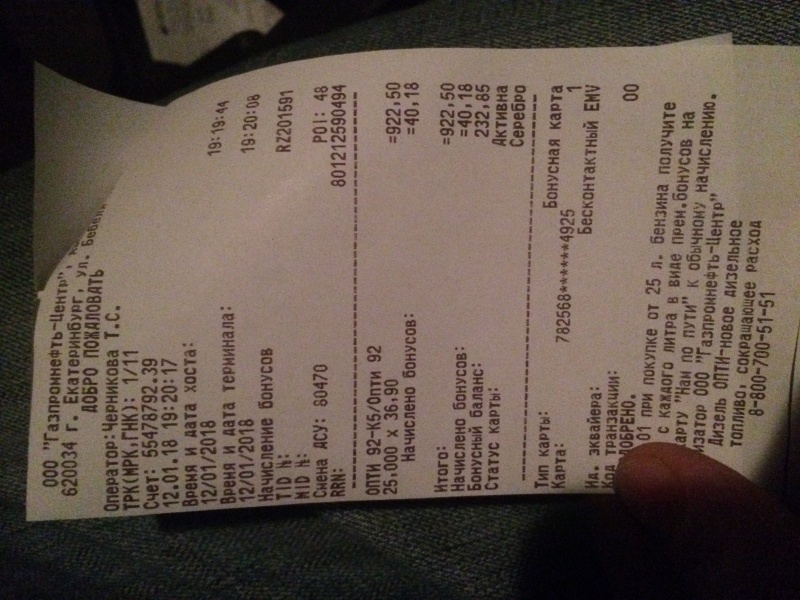 ООО "Газпромнефть-Центр",
620034 г. Екатеринбург, ул. Бебеля
ДОБРО ПОЖАЛОВАТЬ
Оператор:Черникова Т.С.
ТРК(МРК.ГНК): 1/11
Счет: 55478792.39
12.01.18 19:20:17
Время и дата хоста:
12/01/2018 19:19:44
Время и дата терминала:
12/01/2018 19:20:08
Начисление бонусов
TID N: RZ201591
MID N:
Смена АСУ: 80470 POI: 48
RRN: 801212590494
ОПТИ 92-К5/Опти 92
25.000 x 36,90 =922,50
Начислено бонусов: =40,18
Итого: =922,50
Начислено бонусов: =40,18
Бонусный баланс: 232,85
Статус карты: Активна
Серебро
Тип карты: Бонусная карта
Карта: 782568******4925 1
Бесконтактный EMV
Ид. эквайера:
Код транзакции: 00
ОДОБРЕНО.
01 при покупке от 25 л. бензина получите
с каждого литра в виде прем.бонусов на
карту "Нам по пути" к обычному начислению.
ООО "Газпромнефть-Центр"
Дизель ОПТИ-новое дизельное
топливо, сокращающее расход
8-800-700-51-51